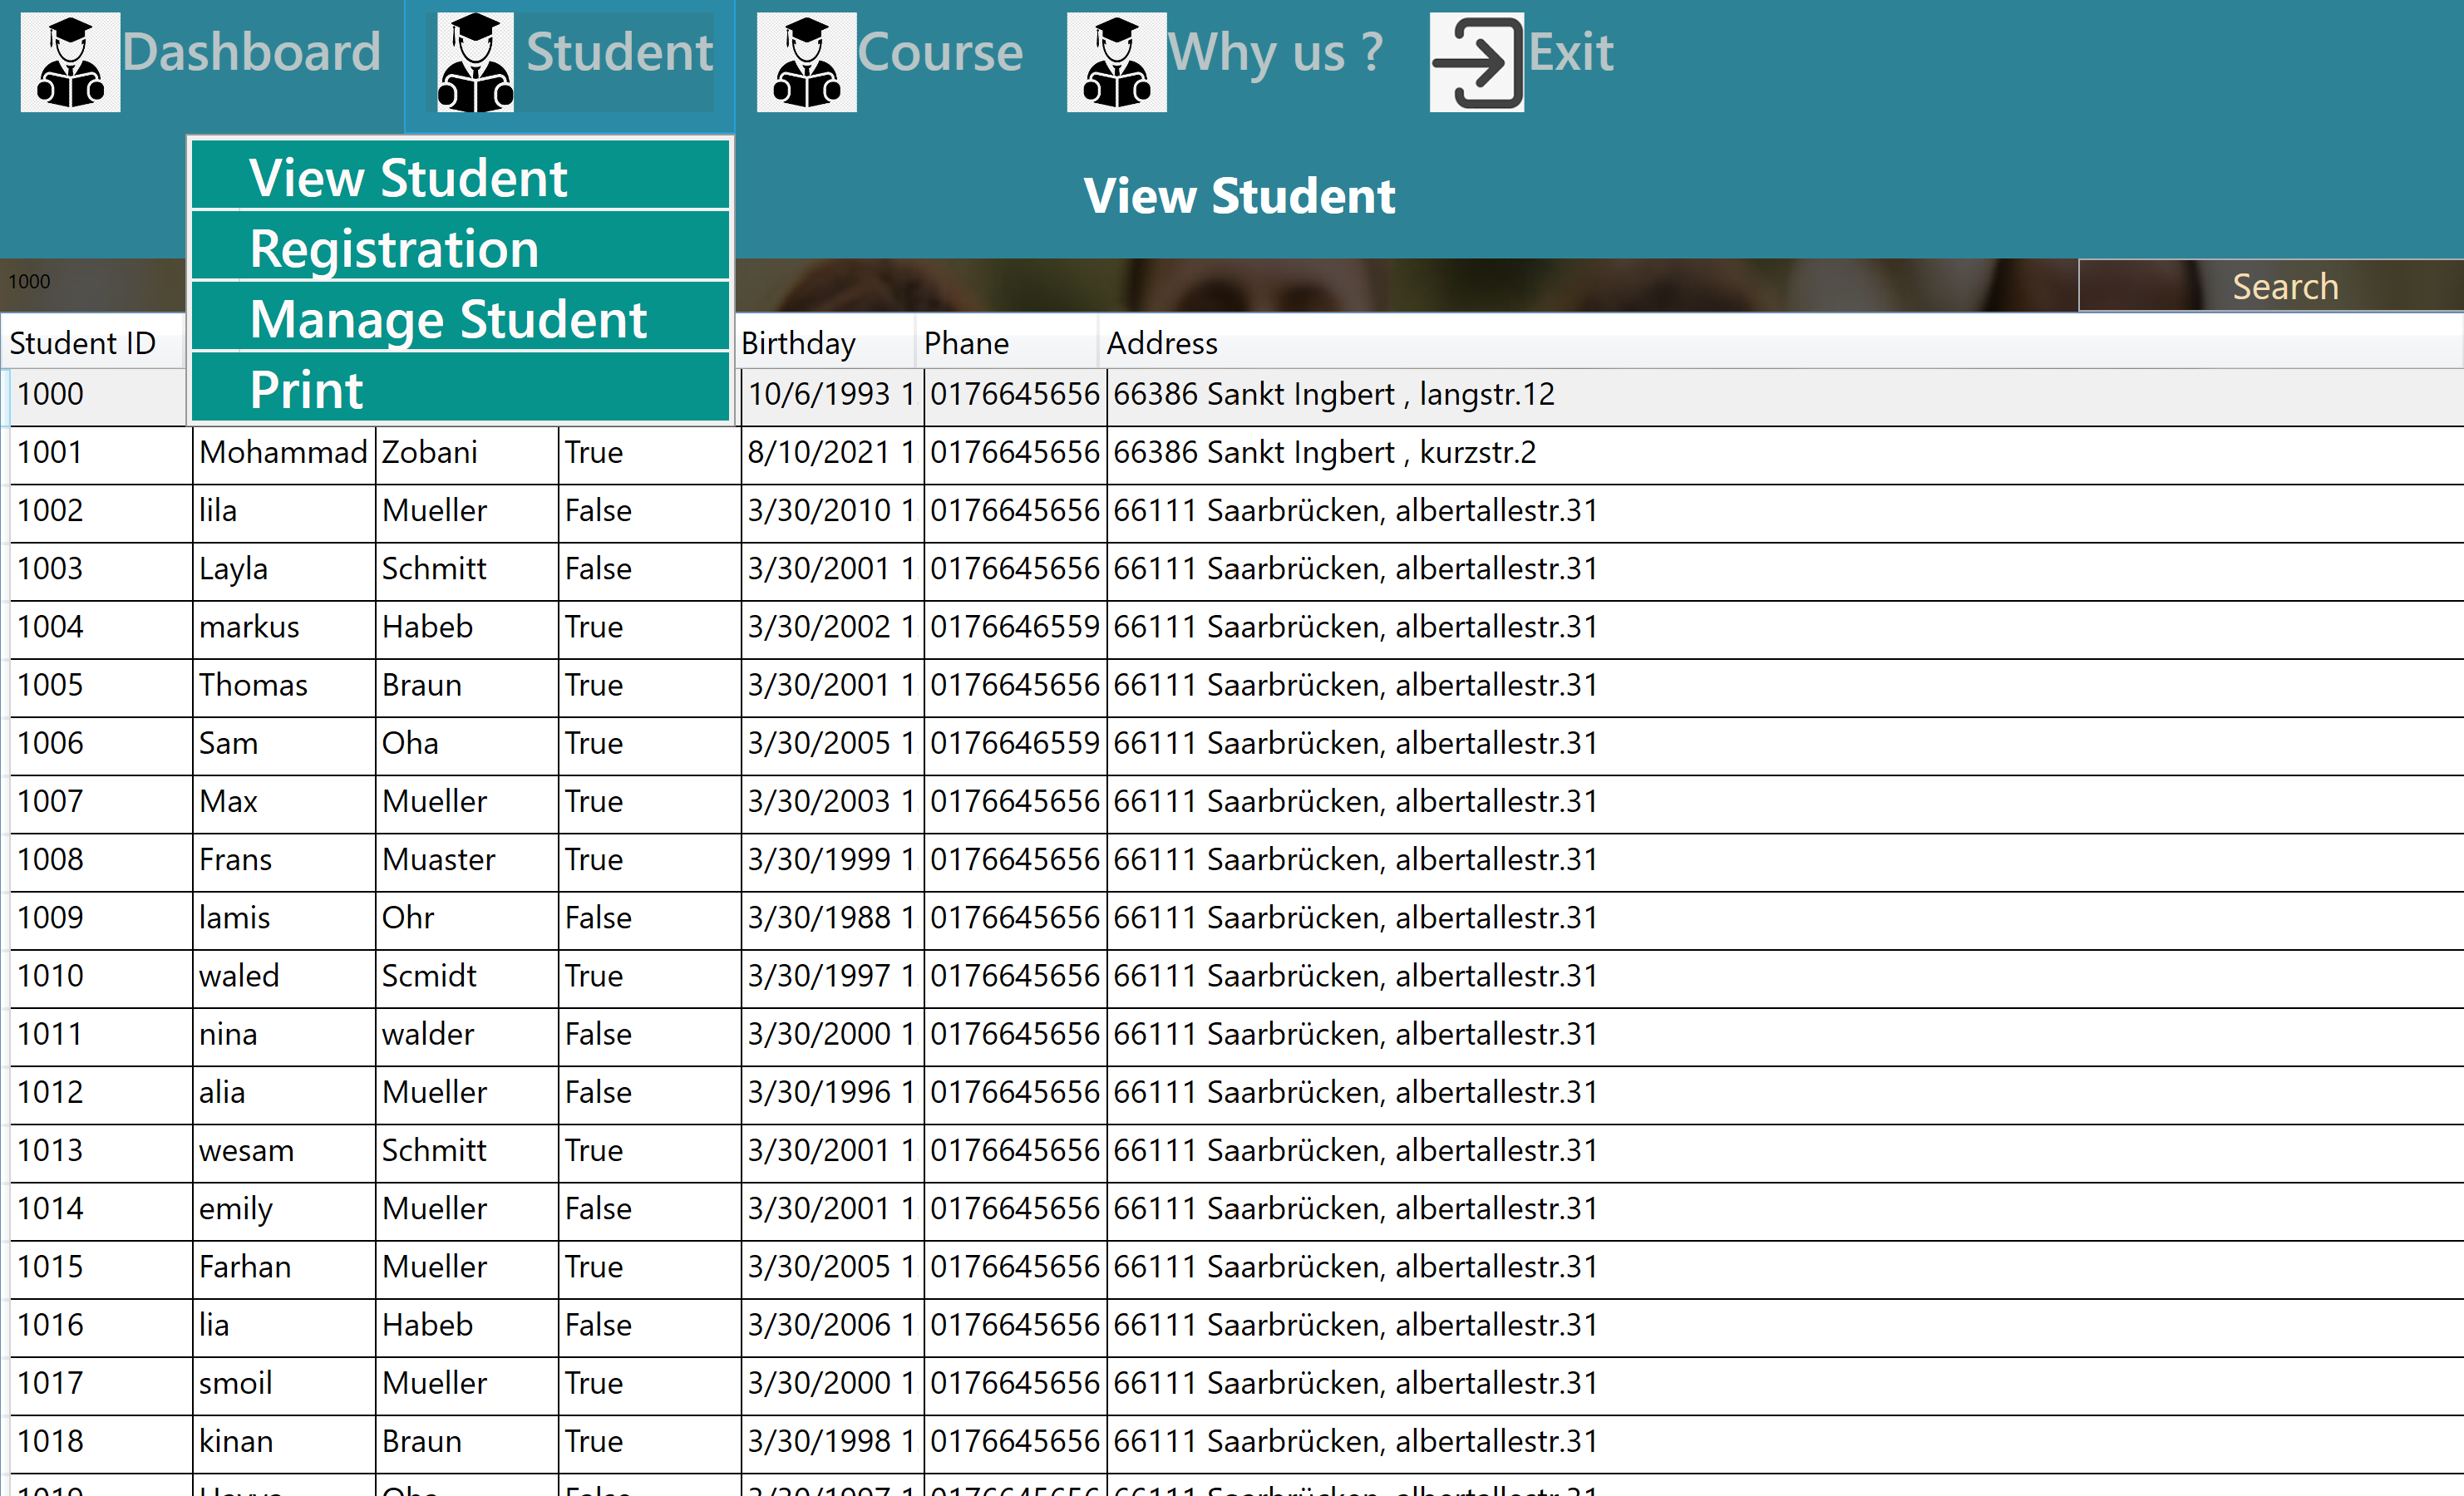 Dashboard Student Course Why us ? Exit
View Student
Registration
Manage Student
Print
View Student
1000 Search
Student ID Birthday Phane Address
1000 10/6/1993 1 0176645656 66386 Sankt Ingbert , langstr.12
1001 Mohammad Zobani True 8/10/2021 1 0176645656 66386 Sankt Ingbert , kurzstr.2
1002 lila Mueller False 3/30/2010 1 0176645656 66111 Saarbrücken, albertallestr.31
1003 Layla Schmitt False 3/30/2001 1 0176645656 66111 Saarbrücken, albertallestr.31
1004 markus Habeb True 3/30/2002 1 0176646559 66111 Saarbrücken, albertallestr.31
1005 Thomas Braun True 3/30/2001 1 0176645656 66111 Saarbrücken, albertallestr.31
1006 Sam Oha True 3/30/2005 1 0176646559 66111 Saarbrücken, albertallestr.31
1007 Max Mueller True 3/30/2003 1 0176645656 66111 Saarbrücken, albertallestr.31
1008 Frans Muaster True 3/30/1999 1 0176645656 66111 Saarbrücken, albertallestr.31
1009 lamis Ohr False 3/30/1988 1 0176645656 66111 Saarbrücken, albertallestr.31
1010 waled Scmidt True 3/30/1997 1 0176645656 66111 Saarbrücken, albertallestr.31
1011 nina walder False 3/30/2000 1 0176645656 66111 Saarbrücken, albertallestr.31
1012 alia Mueller False 3/30/1996 1 0176645656 66111 Saarbrücken, albertallestr.31
1013 wesam Schmitt True 3/30/2001 1 0176645656 66111 Saarbrücken, albertallestr.31
1014 emily Mueller False 3/30/2001 1 0176645656 66111 Saarbrücken, albertallestr.31
1015 Farhan Mueller True 3/30/2005 1 0176645656 66111 Saarbrücken, albertallestr.31
1016 lia Habeb False 3/30/2006 1 0176645656 66111 Saarbrücken, albertallestr.31
1017 smoil Mueller True 3/30/2000 1 0176645656 66111 Saarbrücken, albertallestr.31
1018 kinan Braun True 3/30/1998 1 0176645656 66111 Saarbrücken, albertallestr.31